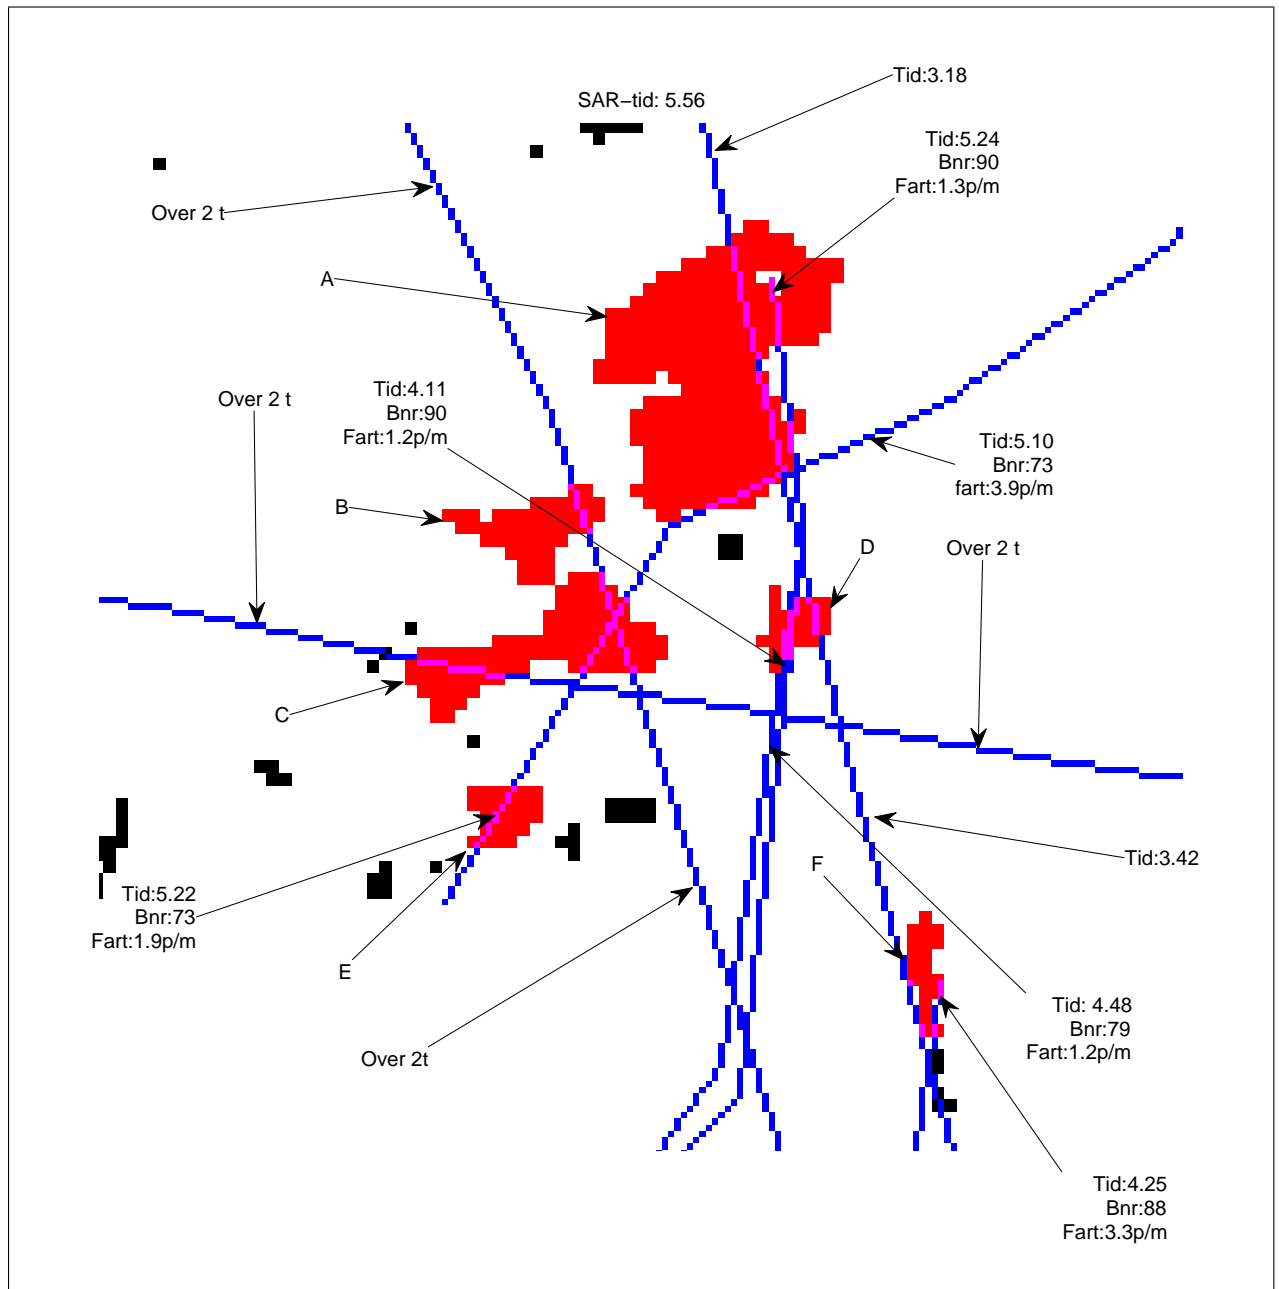 Tid:3.18
SAR−tid: 5.56
Tid:5.24
Bnr:90
Fart:1.3p/m
Over 2 t
A
Tid:4.11
Bnr:90
Fart:1.2p/m
Over 2 t
Tid:5.10
Bnr:73
fart:3.9p/m
B
D
Over 2 t
C
Tid:3.42
F
Tid:5.22
Bnr:73
Fart:1.9p/m
E
Tid: 4.48
Bnr:79
Fart:1.2p/m
Over 2t
Tid:4.25
Bnr:88
Fart:3.3p/m